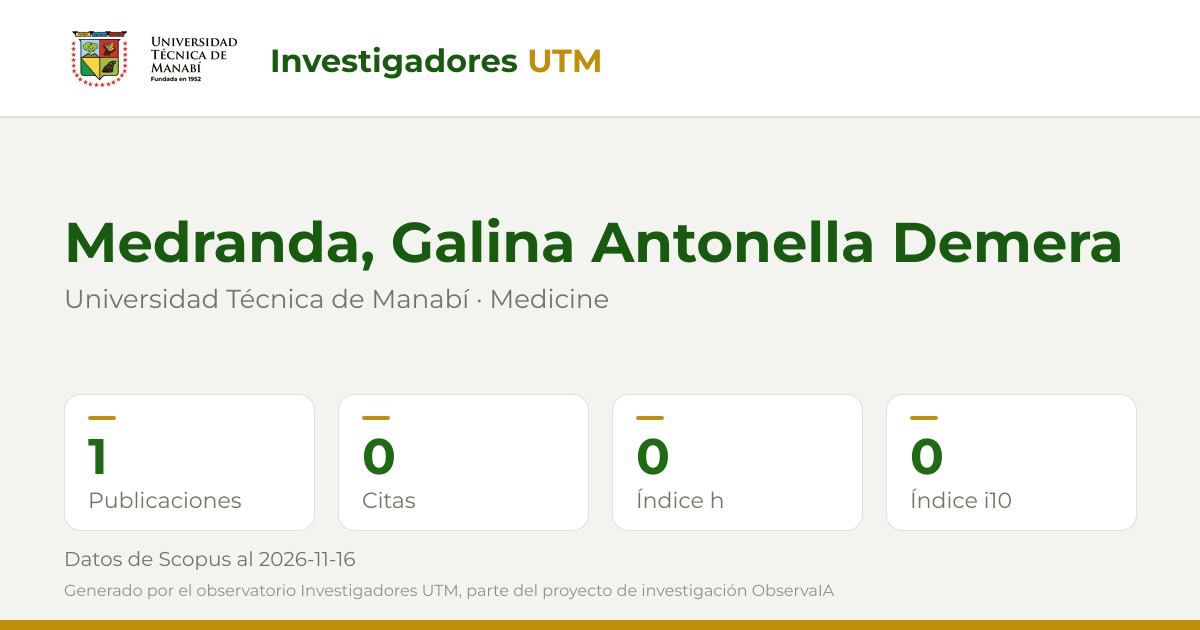 UNIVERSIDAD
TÉCNICA DE
MANABÍ
Fundada en 1952
Investigadores UTM
Medranda, Galina Antonella Demera
Universidad Técnica de Manabí · Medicine
1
Publicaciones
0
Citas
0
Índice h
0
Índice i10
Datos de Scopus al 2026-11-16
Generado por el observatorio Investigadores UTM, parte del proyecto de investigación ObservaIA